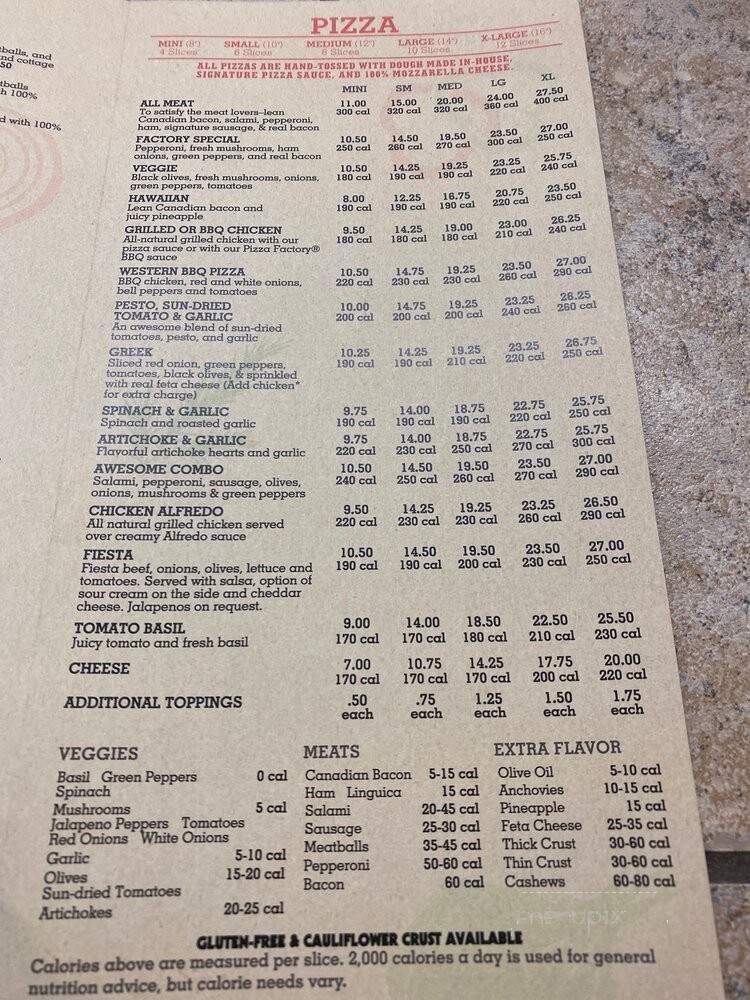 tballs, and
nd cottage
50
tballs
h 100%
d with 100%
PIZZA
MINI (8") SMALL (10") MEDIUM (12") LARGE (14") X-LARGE (16")
4 Slices 6 Slices 8 Slices 10 Slices 12 Slices
ALL PIZZAS ARE HAND-TOSSED WITH DOUGH MADE IN-HOUSE,
SIGNATURE PIZZA SAUCE, AND 100% MOZZARELLA CHEESE.
MINI SM MED LG XL
ALL MEAT 11.00 15.00 20.00 24.00 27.50
To satisfy the meat lovers–lean 300 cal 320 cal 320 cal 360 cal 400 cal
Canadian bacon, salami, pepperoni,
ham, signature sausage, & real bacon
FACTORY SPECIAL 10.50 14.50 19.50 23.50 27.00
Pepperoni, fresh mushrooms, ham 250 cal 260 cal 270 cal 300 cal 250 cal
onions, green peppers, and real bacon
VEGGIE 10.50 14.25 19.25 23.25 25.75
Black olives, fresh mushrooms, onions, 180 cal 190 cal 190 cal 220 cal 240 cal
green peppers, tomatoes
HAWAIIAN 8.00 12.25 16.75 20.75 23.50
Lean Canadian bacon and 190 cal 190 cal 190 cal 220 cal 250 cal
juicy pineapple
GRILLED OR BBQ CHICKEN 9.50 14.25 19.00 23.00 26.25
All-natural grilled chicken with our 180 cal 180 cal 180 cal 210 cal 240 cal
pizza sauce or with our Pizza Factory®
BBQ sauce
WESTERN BBQ PIZZA 10.50 14.75 19.25 23.50 27.00
BBQ chicken, red and white onions, 220 cal 230 cal 230 cal 260 cal 290 cal
bell peppers and tomatoes
PESTO, SUN-DRIED 10.00 14.75 19.25 23.25 26.25
TOMATO & GARLIC 200 cal 200 cal 200 cal 240 cal 260 cal
An awesome blend of sun-dried
tomatoes, pesto, and garlic
GREEK 10.25 14.25 19.25 23.25 26.75
Sliced red onion, green peppers, 190 cal 190 cal 210 cal 220 cal 250 cal
tomatoes, black olives, & sprinkled
with real feta cheese (Add chicken*
for extra charge)
SPINACH & GARLIC 9.75 14.00 18.75 22.75 25.75
Spinach and roasted garlic 190 cal 190 cal 190 cal 220 cal 250 cal
ARTICHOKE & GARLIC 9.75 14.00 18.75 22.75 25.75
Flavorful artichoke hearts and garlic 220 cal 230 cal 250 cal 270 cal 300 cal
AWESOME COMBO 10.50 14.50 19.50 23.50 27.00
Salami, pepperoni, sausage, olives, 240 cal 250 cal 260 cal 270 cal 290 cal
onions, mushrooms & green peppers
CHICKEN ALFREDO 9.50 14.25 19.25 23.25 26.50
All natural grilled chicken served 220 cal 230 cal 230 cal 260 cal 290 cal
over creamy Alfredo sauce
FIESTA 10.50 14.50 19.50 23.50 27.00
Fiesta beef, onions, olives, lettuce and 190 cal 190 cal 200 cal 230 cal 250 cal
tomatoes. Served with salsa, option of
sour cream on the side and cheddar
cheese. Jalapenos on request.
TOMATO BASIL 9.00 14.00 18.50 22.50 25.50
Juicy tomato and fresh basil 170 cal 170 cal 180 cal 210 cal 230 cal
CHEESE 7.00 10.75 14.25 17.75 20.00
170 cal 170 cal 170 cal 200 cal 220 cal
ADDITIONAL TOPPINGS .50 .75 1.25 1.50 1.75
each each each each each
VEGGIES
Basil Green Peppers 0 cal
Spinach
Mushrooms 5 cal
Jalapeno Peppers Tomatoes
Red Onions White Onions
Garlic 5-10 cal
Olives 15-20 cal
Sun-dried Tomatoes
Artichokes 20-25 cal
MEATS
Canadian Bacon 5-15 cal
Ham Linguica 15 cal
Salami 20-45 cal
Sausage 25-30 cal
Meatballs 35-45 cal
Pepperoni 50-60 cal
Bacon 60 cal
EXTRA FLAVOR
Olive Oil 5-10 cal
Anchovies 10-15 cal
Pineapple 15 cal
Feta Cheese 25-35 cal
Thick Crust 30-60 cal
Thin Crust 30-60 cal
Cashews 60-80 cal
menupix
GLUTEN-FREE & CAULIFLOWER CRUST AVAILABLE
Calories above are measured per slice. 2,000 calories a day is used for general
nutrition advice, but calorie needs vary.